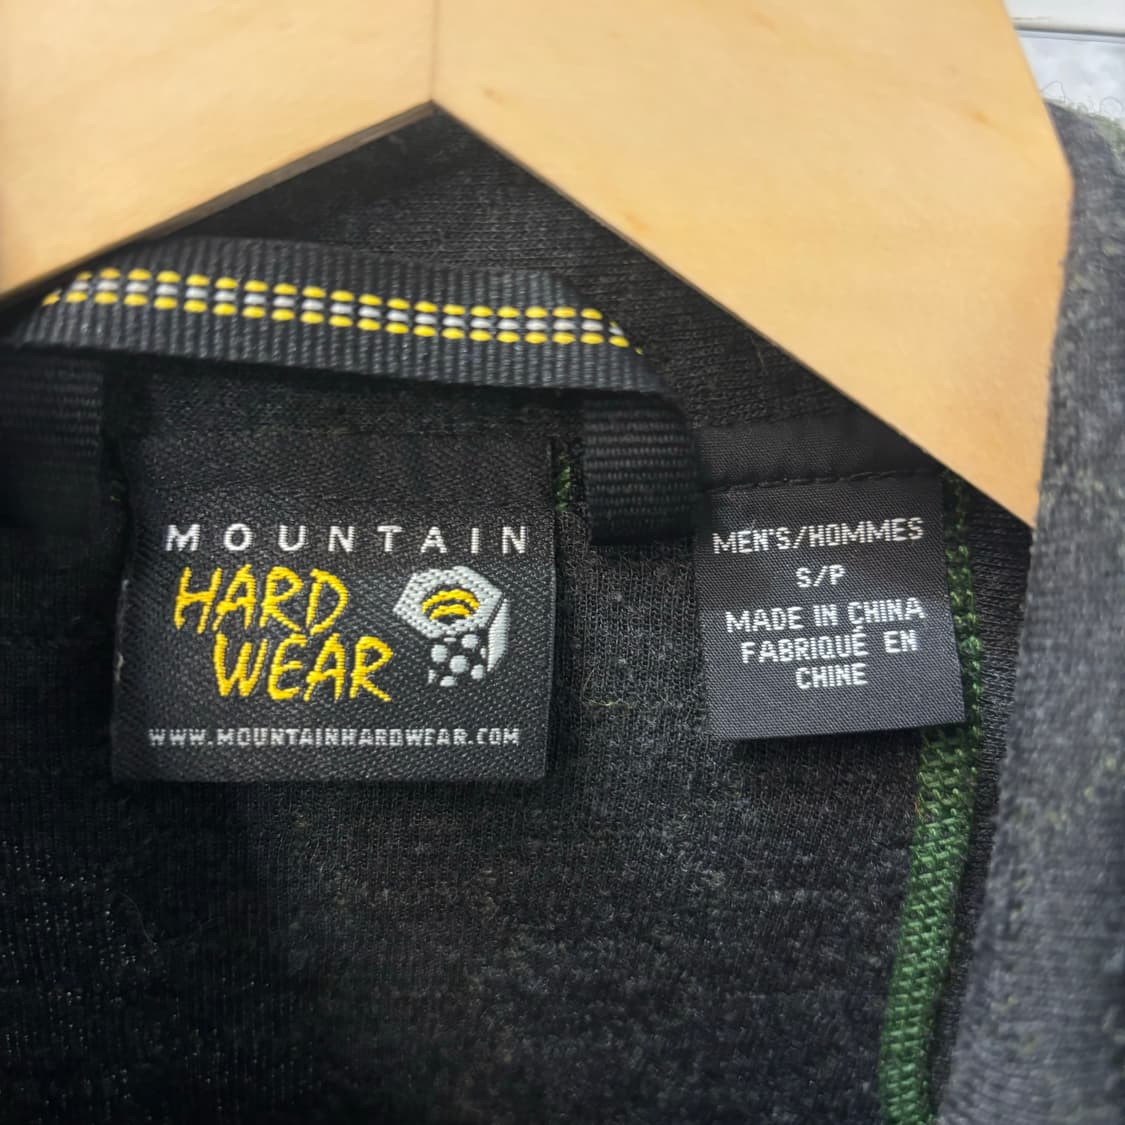 MOUNTAIN
HARD
WEAR
WWW.MOUNTAINHARDWEAR.COM
MEN'S/HOMMES
S/P
MADE IN CHINA
FABRIQUÉ EN
CHINE